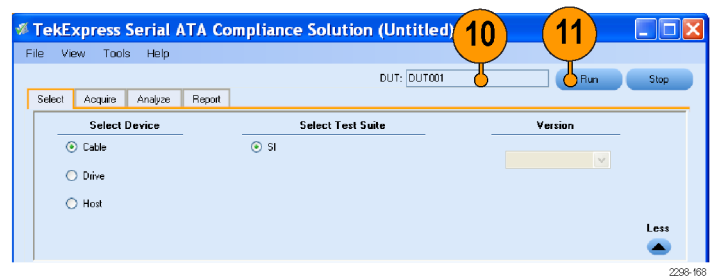 TekExpress Serial ATA Compliance Solution (Untitled)
10
11
File View Tools Help
DUT: DUT001
Run
Stop
Select Acquire Analyze Report
Select Device
Select Test Suite
Version
Cable
SI
Drive
Host
Less
2298-168